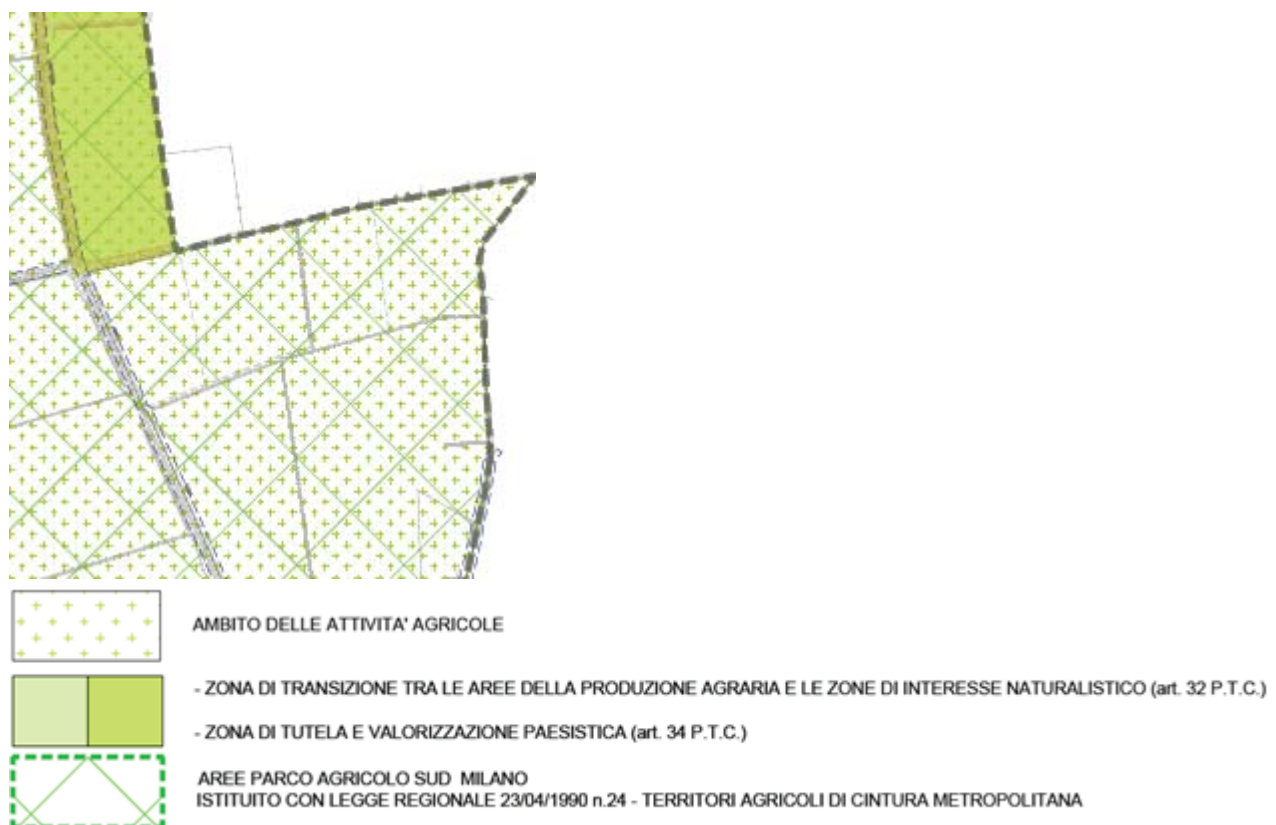 AMBITO DELLE ATTIVITA' AGRICOLE
- ZONA DI TRANSIZIONE TRA LE AREE DELLA PRODUZIONE AGRARIA E LE ZONE DI INTERESSE NATURALISTICO (art. 32 P.T.C.)
- ZONA DI TUTELA E VALORIZZAZIONE PAESISTICA (art. 34 P.T.C.)
AREE PARCO AGRICOLO SUD MILANO
ISTITUITO CON LEGGE REGIONALE 23/04/1990 n.24 - TERRITORI AGRICOLI DI CINTURA METROPOLITANA